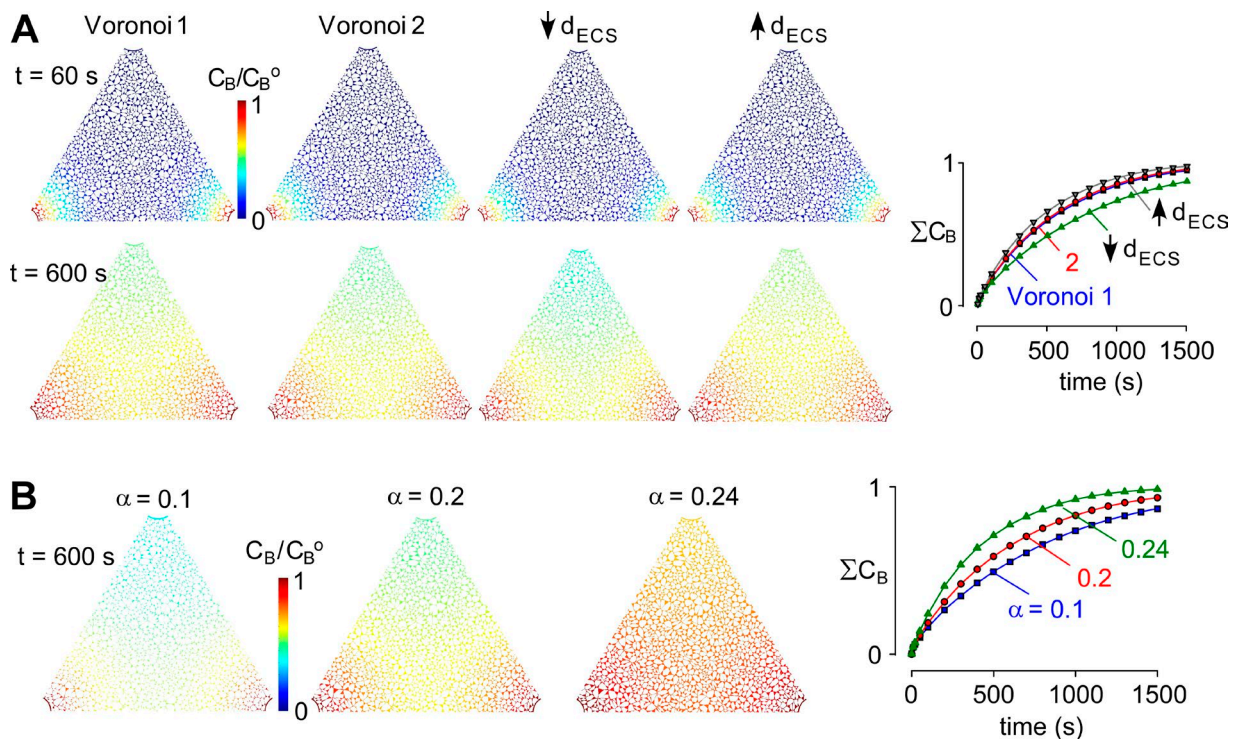 A
Voronoi 1
Voronoi 2
↓ dECS
↑ dECS
t = 60 s
CB/CBº
1
0
t = 600 s
1
ΣCB
0
↑ dECS
2
↓ dECS
Voronoi 1
0 500 1000 1500
time (s)
B
α = 0.1
α = 0.2
α = 0.24
t = 600 s
CB/CBº
1
0
1
ΣCB
0
0.24
0.2
α = 0.1
0 500 1000 1500
time (s)